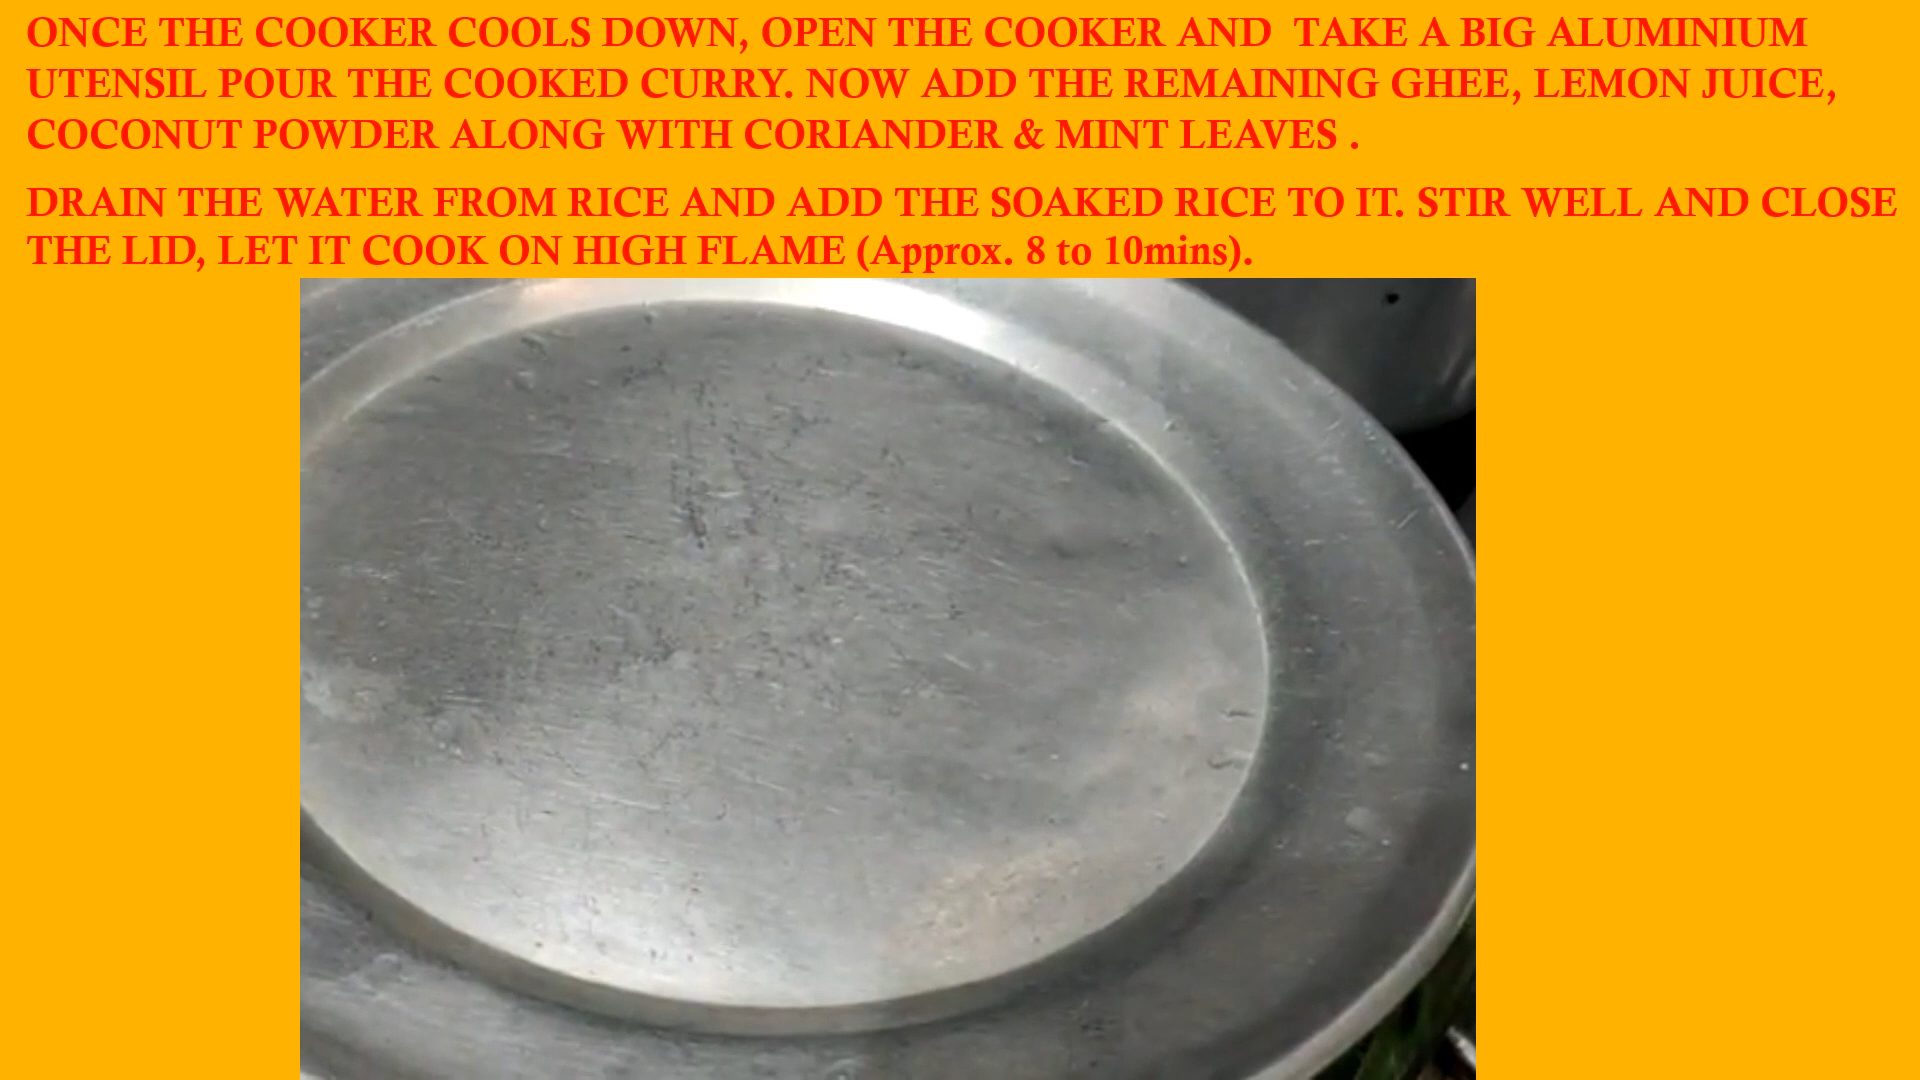 ONCE THE COOKER COOLS DOWN, OPEN THE COOKER AND  TAKE A BIG ALUMINIUM
UTENSIL POUR THE COOKED CURRY. NOW ADD THE REMAINING GHEE, LEMON JUICE,
COCONUT POWDER ALONG WITH CORIANDER & MINT LEAVES .
DRAIN THE WATER FROM RICE AND ADD THE SOAKED RICE TO IT. STIR WELL AND CLOSE
THE LID, LET IT COOK ON HIGH FLAME (Approx. 8 to 10mins).